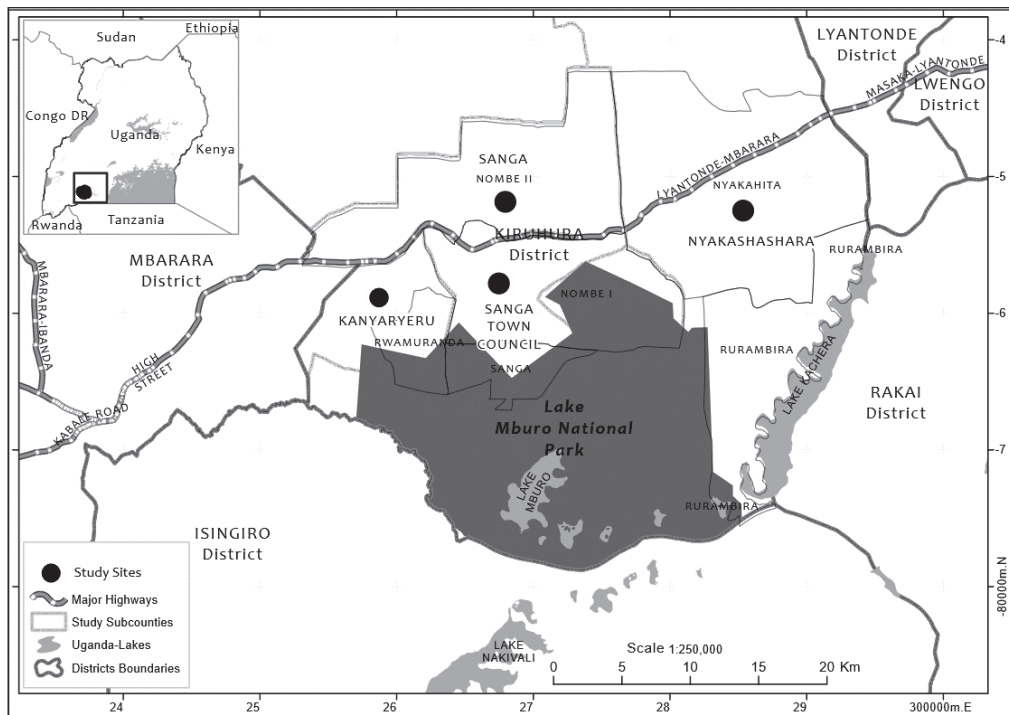 Sudan
Ethiopia
Congo DR
Uganda
Kenya
Rwanda
Tanzania
LYANTONDE
District
MASAKA-LYANTONDE
LWENGO
District
-4
SANGA
NOMBE II
LYANTONDE-MBARARA
NYAKAHITA
-5
KIRUHURA
District
NYAKASHASHARA
RURAMBIRA
MBARARA
District
MBARARA-IBANDA
NOMBE I
KANYARYERU
SANGA
TOWN
COUNCIL
RWAMURANDA
SANGA
RURAMBIRA
-6
HIGH
STREET
KABALE ROAD
LAKE KACHERA
RAKAI
District
Lake
Mburo National
Park
LAKE
MBURO
-7
RURAMBIRA
ISINGIRO
District
-80000m.N
Study Sites
Major Highways
Study Subcounties
Uganda-Lakes
Districts Boundaries
LAKE
NAKIVALI
Scale 1:250,000
0 5 10 15 20 Km
24 25 26 27 28 29 300000m.E